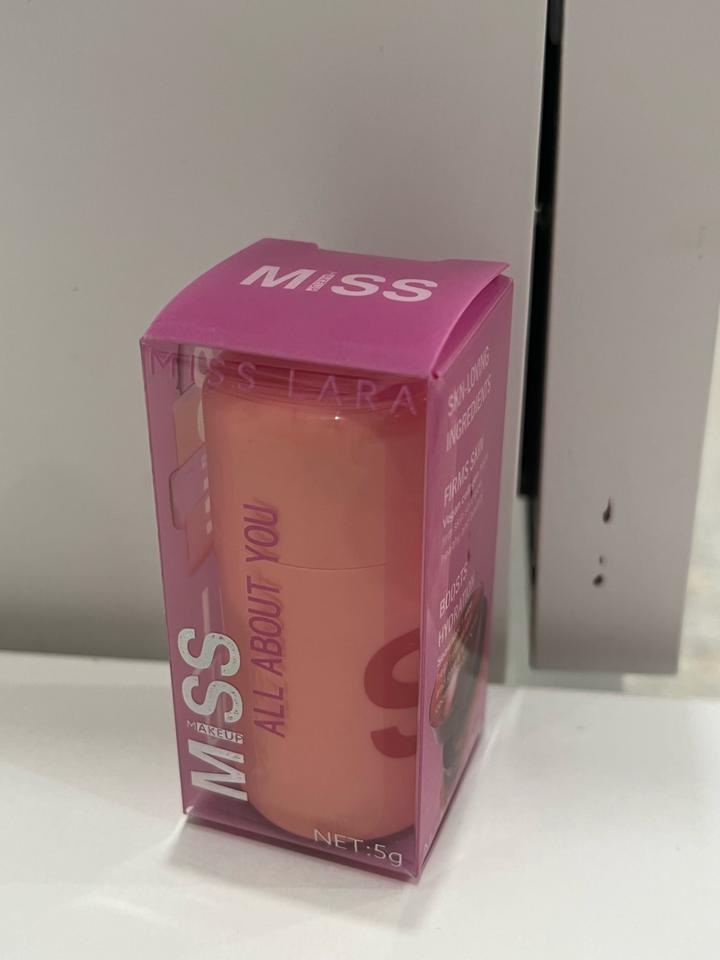 MiSS
MISS LARA
ALL ABOUT YOU
MiSS
MAKEUP
S
NET:5g
SKIN-LOVING
INGREDIENTS
FIRMS SKIN
BOOSTS
HYDRATION